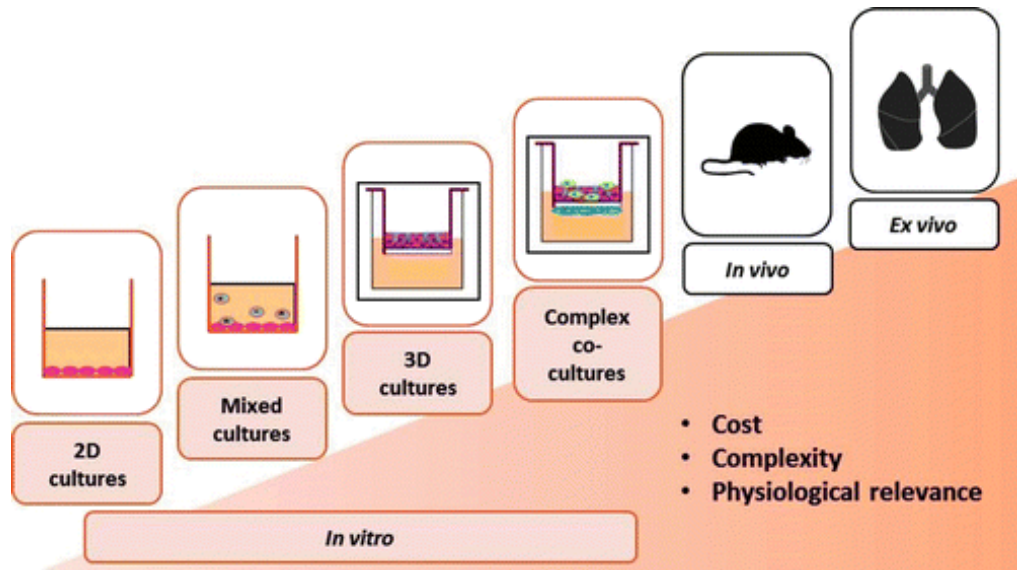 2D
cultures
Mixed
cultures
3D
cultures
Complex
co-
cultures
In vivo
Ex vivo
• Cost
• Complexity
• Physiological relevance
In vitro